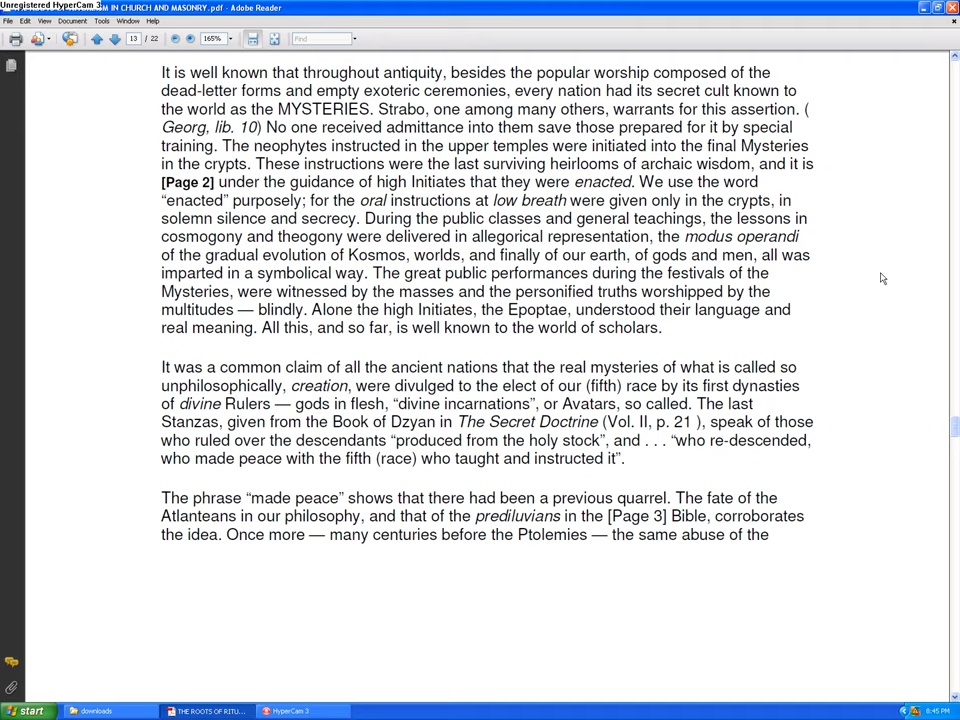 Unregistered HyperCam 3
M IN CHURCH AND MASONRY.pdf - Adobe Reader
File Edit View Document Tools Window Help
13 / 22 165% Find
It is well known that throughout antiquity, besides the popular worship composed of the
dead-letter forms and empty exoteric ceremonies, every nation had its secret cult known to
the world as the MYSTERIES. Strabo, one among many others, warrants for this assertion. (
Georg, lib. 10) No one received admittance into them save those prepared for it by special
training. The neophytes instructed in the upper temples were initiated into the final Mysteries
in the crypts. These instructions were the last surviving heirlooms of archaic wisdom, and it is
[Page 2] under the guidance of high Initiates that they were enacted. We use the word
“enacted” purposely; for the oral instructions at low breath were given only in the crypts, in
solemn silence and secrecy. During the public classes and general teachings, the lessons in
cosmogony and theogony were delivered in allegorical representation, the modus operandi
of the gradual evolution of Kosmos, worlds, and finally of our earth, of gods and men, all was
imparted in a symbolical way. The great public performances during the festivals of the
Mysteries, were witnessed by the masses and the personified truths worshipped by the
multitudes — blindly. Alone the high Initiates, the Epoptae, understood their language and
real meaning. All this, and so far, is well known to the world of scholars.
It was a common claim of all the ancient nations that the real mysteries of what is called so
unphilosophically, creation, were divulged to the elect of our (fifth) race by its first dynasties
of divine Rulers — gods in flesh, “divine incarnations”, or Avatars, so called. The last
Stanzas, given from the Book of Dzyan in The Secret Doctrine (Vol. II, p. 21 ), speak of those
who ruled over the descendants “produced from the holy stock”, and . . . “who re-descended,
who made peace with the fifth (race) who taught and instructed it”.
The phrase “made peace” shows that there had been a previous quarrel. The fate of the
Atlanteans in our philosophy, and that of the prediluvians in the [Page 3] Bible, corroborates
the idea. Once more — many centuries before the Ptolemies — the same abuse of the
start downloads THE ROOTS OF RITU... HyperCam 3 8:45 PM